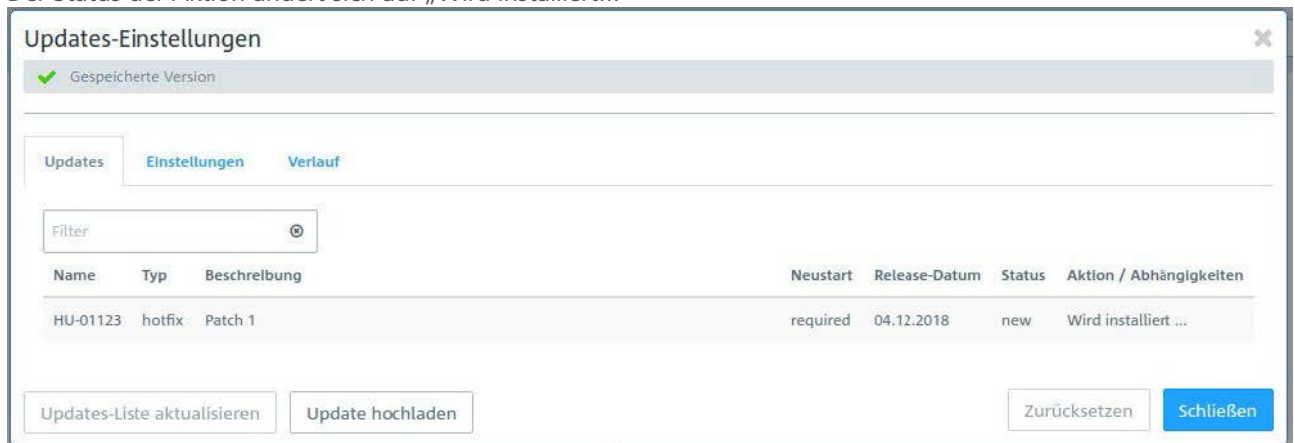 Der Status der Aktion ändert sich auf „Wird installiert...
Updates-Einstellungen
Gespeicherte Version
Updates Einstellungen Verlauf
Filter
Name Typ Beschreibung Neustart Release-Datum Status Aktion / Abhängigkeiten
HU-01123 hotfix Patch 1 required 04.12.2018 new Wird installiert ...
Updates-Liste aktualisieren Update hochladen Zurücksetzen Schließen